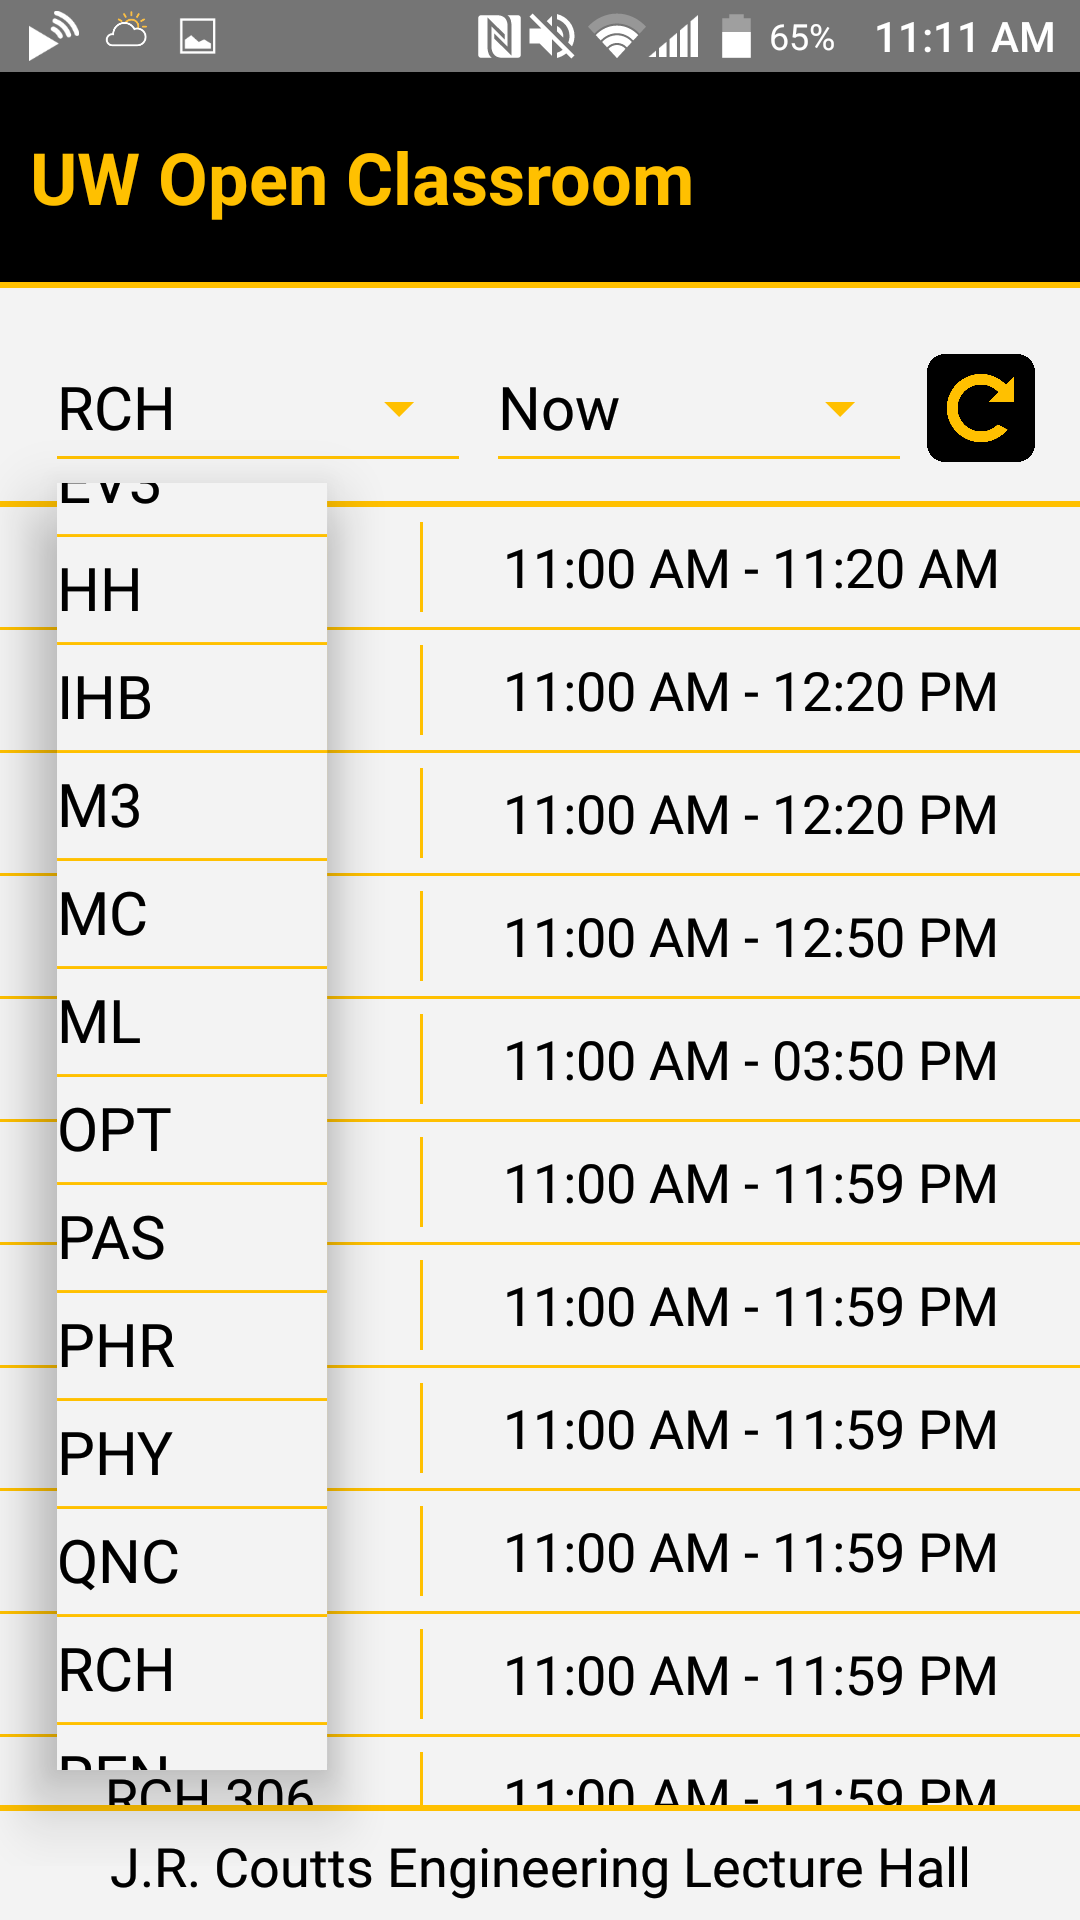 65% 11:11 AM
UW Open Classroom
RCH Now
EV3
HH 11:00 AM - 11:20 AM
IHB 11:00 AM - 12:20 PM
M3 11:00 AM - 12:20 PM
MC 11:00 AM - 12:50 PM
ML 11:00 AM - 03:50 PM
OPT 11:00 AM - 11:59 PM
PAS
PHR 11:00 AM - 11:59 PM
PHY 11:00 AM - 11:59 PM
QNC 11:00 AM - 11:59 PM
RCH 11:00 AM - 11:59 PM
REN
RCH 306 11:00 AM - 11:59 PM
J.R. Coutts Engineering Lecture Hall